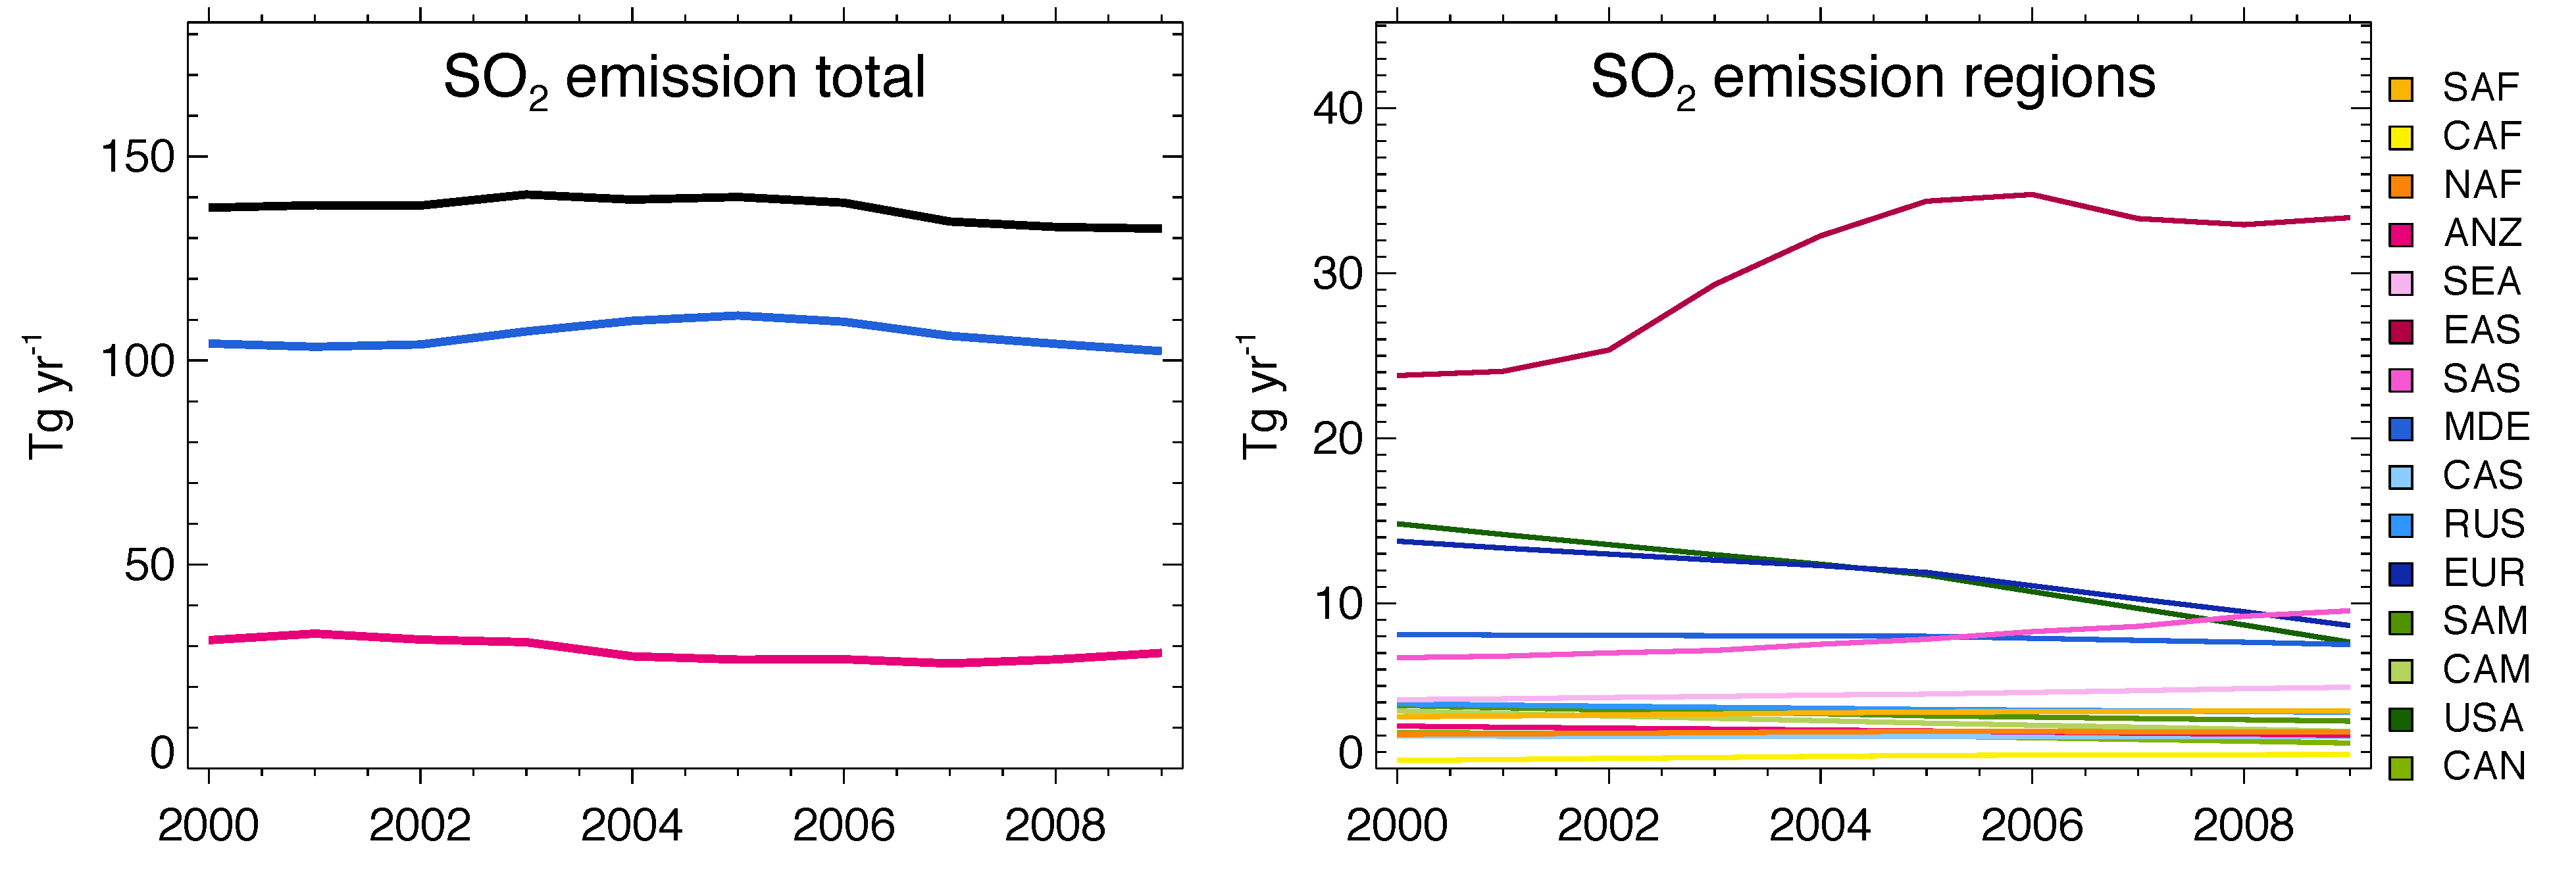 SO₂ emission total
150
100
50
0
Tg yr⁻¹
2000 2002 2004 2006 2008
SO₂ emission regions
40
30
20
10
0
Tg yr⁻¹
2000 2002 2004 2006 2008
SAF
CAF
NAF
ANZ
SEA
EAS
SAS
MDE
CAS
RUS
EUR
SAM
CAM
USA
CAN